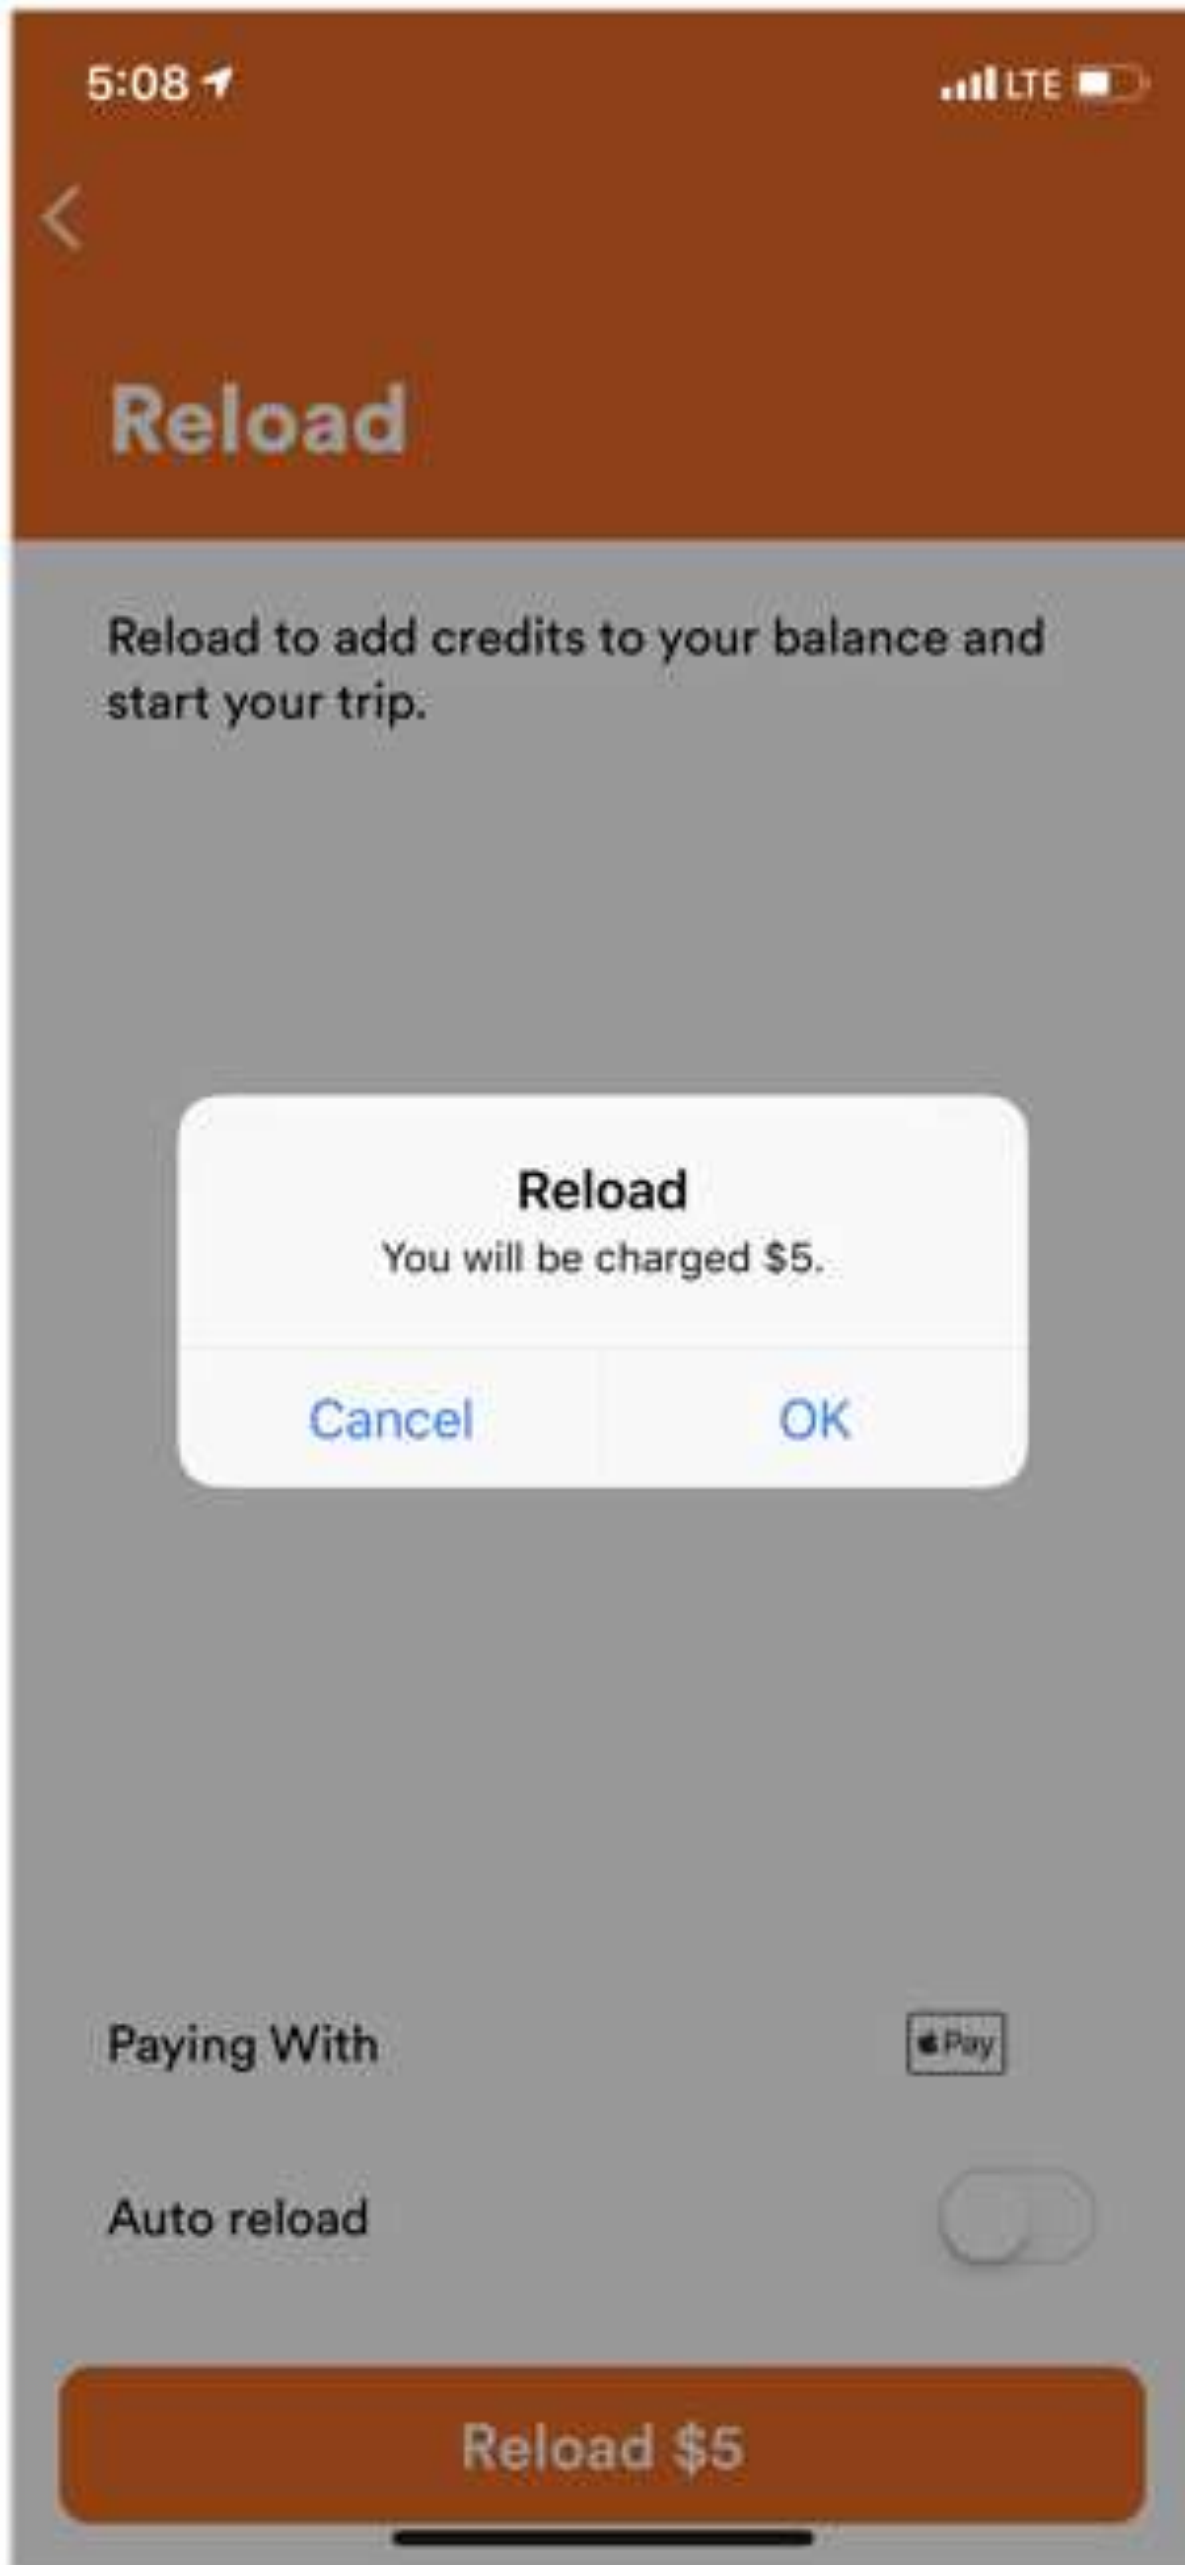 5:08
LTE
Reload
Reload to add credits to your balance and
start your trip.
Reload
You will be charged $5.
Cancel OK
Paying With Pay
Auto reload
Reload $5